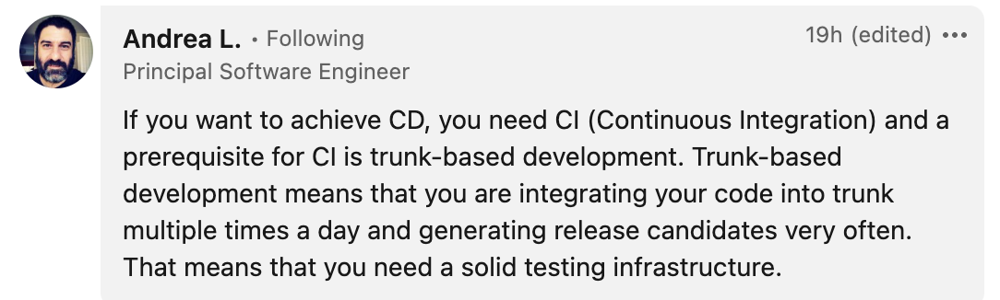 Andrea L. • Following
19h (edited) •••
Principal Software Engineer
If you want to achieve CD, you need CI (Continuous Integration) and a
prerequisite for CI is trunk-based development. Trunk-based
development means that you are integrating your code into trunk
multiple times a day and generating release candidates very often.
That means that you need a solid testing infrastructure.